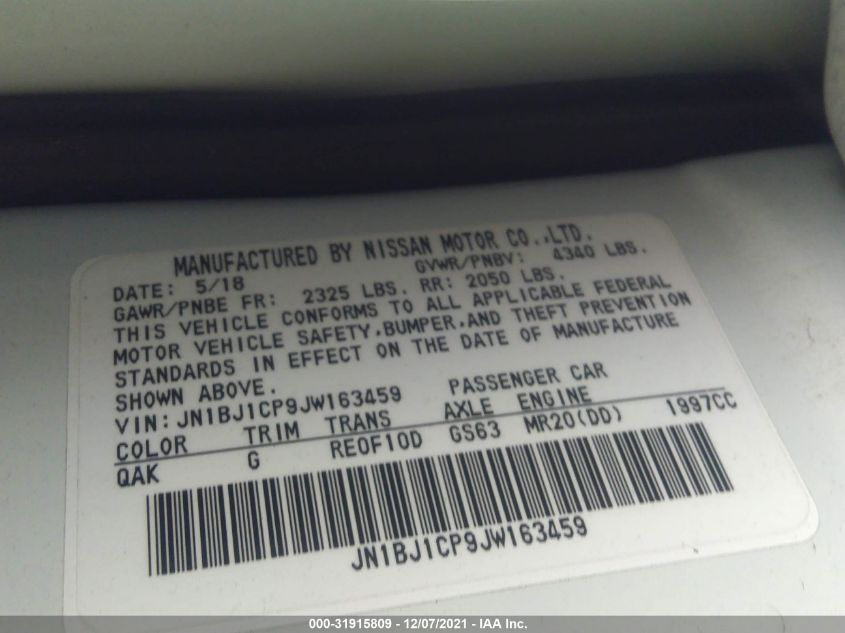 MANUFACTURED BY NISSAN MOTOR CO.,LTD.
DATE: 5/18 GVWR/PNBV: 4340 LBS.
GAWR/PNBE FR: 2325 LBS. RR: 2050 LBS.
THIS VEHICLE CONFORMS TO ALL APPLICABLE FEDERAL
MOTOR VEHICLE SAFETY,BUMPER,AND THEFT PREVENTION
STANDARDS IN EFFECT ON THE DATE OF MANUFACTURE
SHOWN ABOVE.
VIN: JN1BJ1CP9JW163459 PASSENGER CAR
COLOR TRIM TRANS AXLE ENGINE
QAK G RE0F10D GS63 MR20(DD) 1997CC
JN1BJ1CP9JW163459
000-31915809 - 12/07/2021 - IAA Inc.